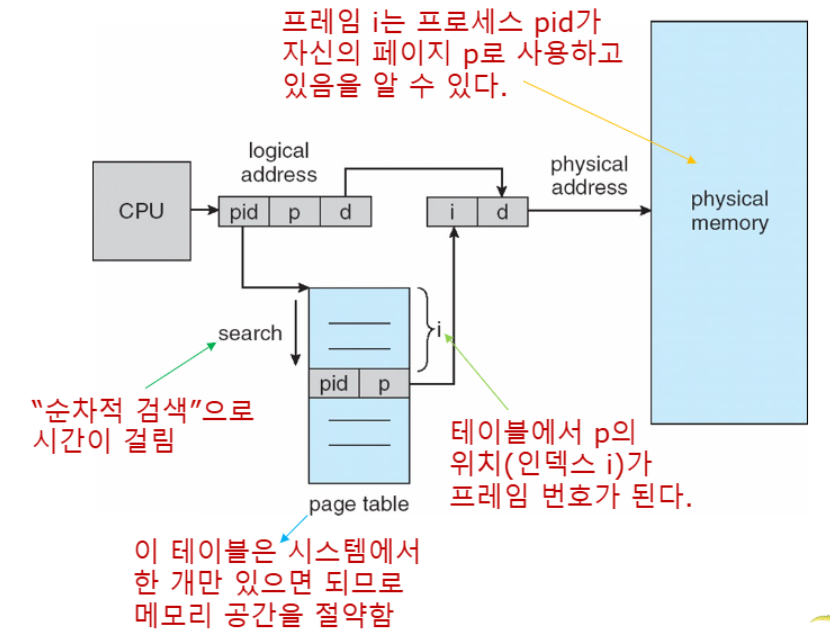 프레임 i는 프로세스 pid가
자신의 페이지 p로 사용하고
있음을 알 수 있다.
logical
address
physical
address
CPU
pid p d
i d
physical
memory
search
i
pid p
“순차적 검색”으로
시간이 걸림
테이블에서 p의
위치(인덱스 i)가
프레임 번호가 된다.
page table
이 테이블은 시스템에서
한 개만 있으면 되므로
메모리 공간을 절약함